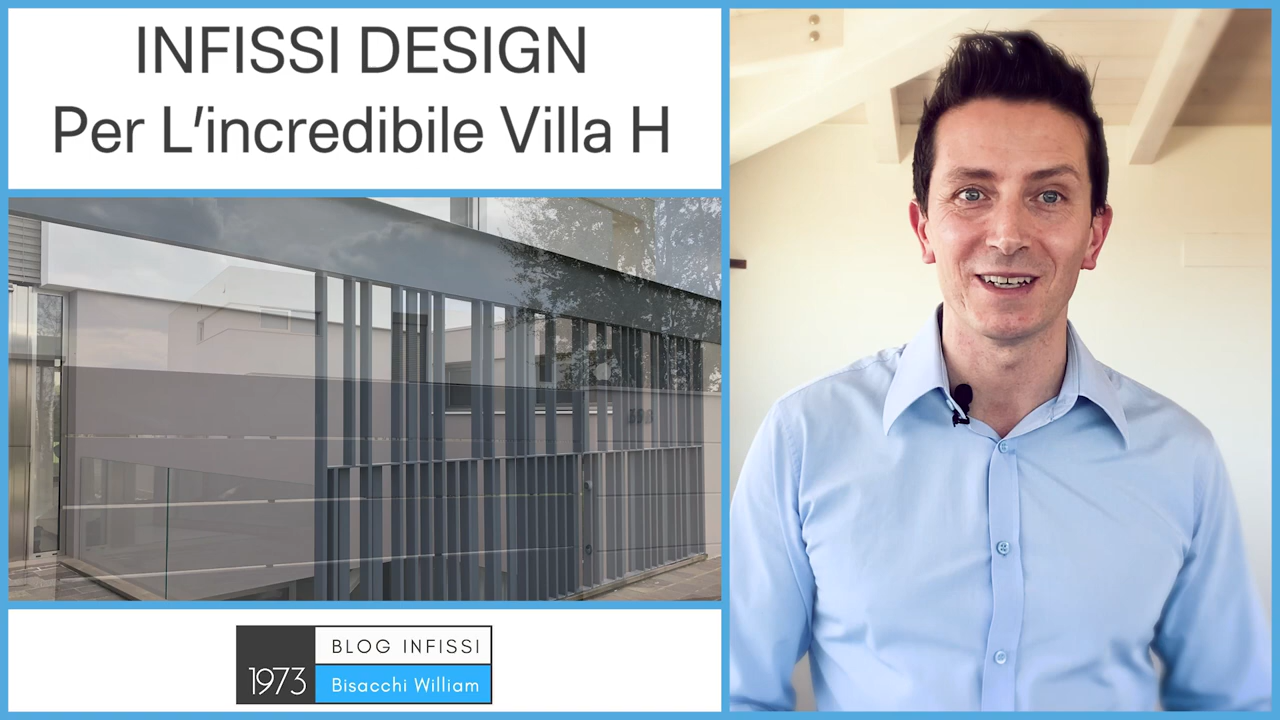 INFISSI DESIGN
Per L'incredibile Villa H
1973
BLOG INFISSI
Bisacchi William